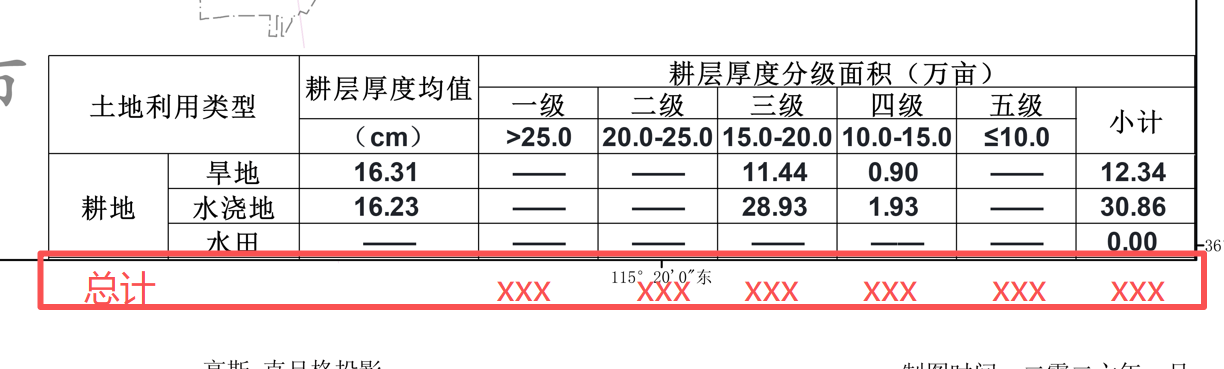 市
土地利用类型 耕层厚度均值 耕层厚度分级面积（万亩）
一级 二级 三级 四级 五级 小计
（cm） >25.0 20.0-25.0 15.0-20.0 10.0-15.0 ≤10.0
耕地 旱地 16.31 —— —— 11.44 0.90 —— 12.34
水浇地 16.23 —— —— 28.93 1.93 —— 30.86
水田 —— —— —— —— —— —— 0.00
36
115° 20'0"东
总计 xxx xxx xxx xxx xxx xxx